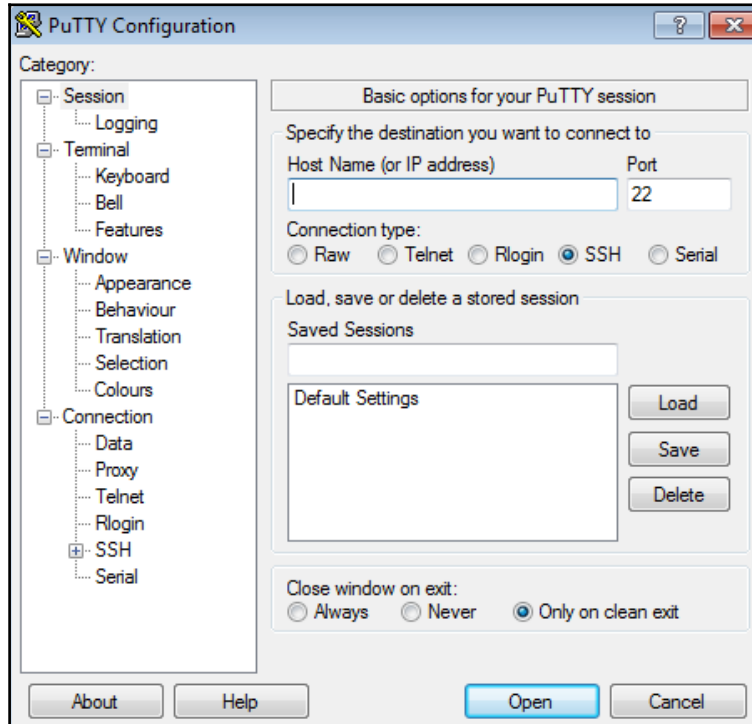 PuTTY Configuration
Category:
Session
Logging
Terminal
Keyboard
Bell
Features
Window
Appearance
Behaviour
Translation
Selection
Colours
Connection
Data
Proxy
Telnet
Rlogin
SSH
Serial
Basic options for your PuTTY session
Specify the destination you want to connect to
Host Name (or IP address) Port
22
Connection type:
Raw Telnet Rlogin SSH Serial
Load, save or delete a stored session
Saved Sessions
Default Settings
Load
Save
Delete
Close window on exit:
Always Never Only on clean exit
About Help Open Cancel